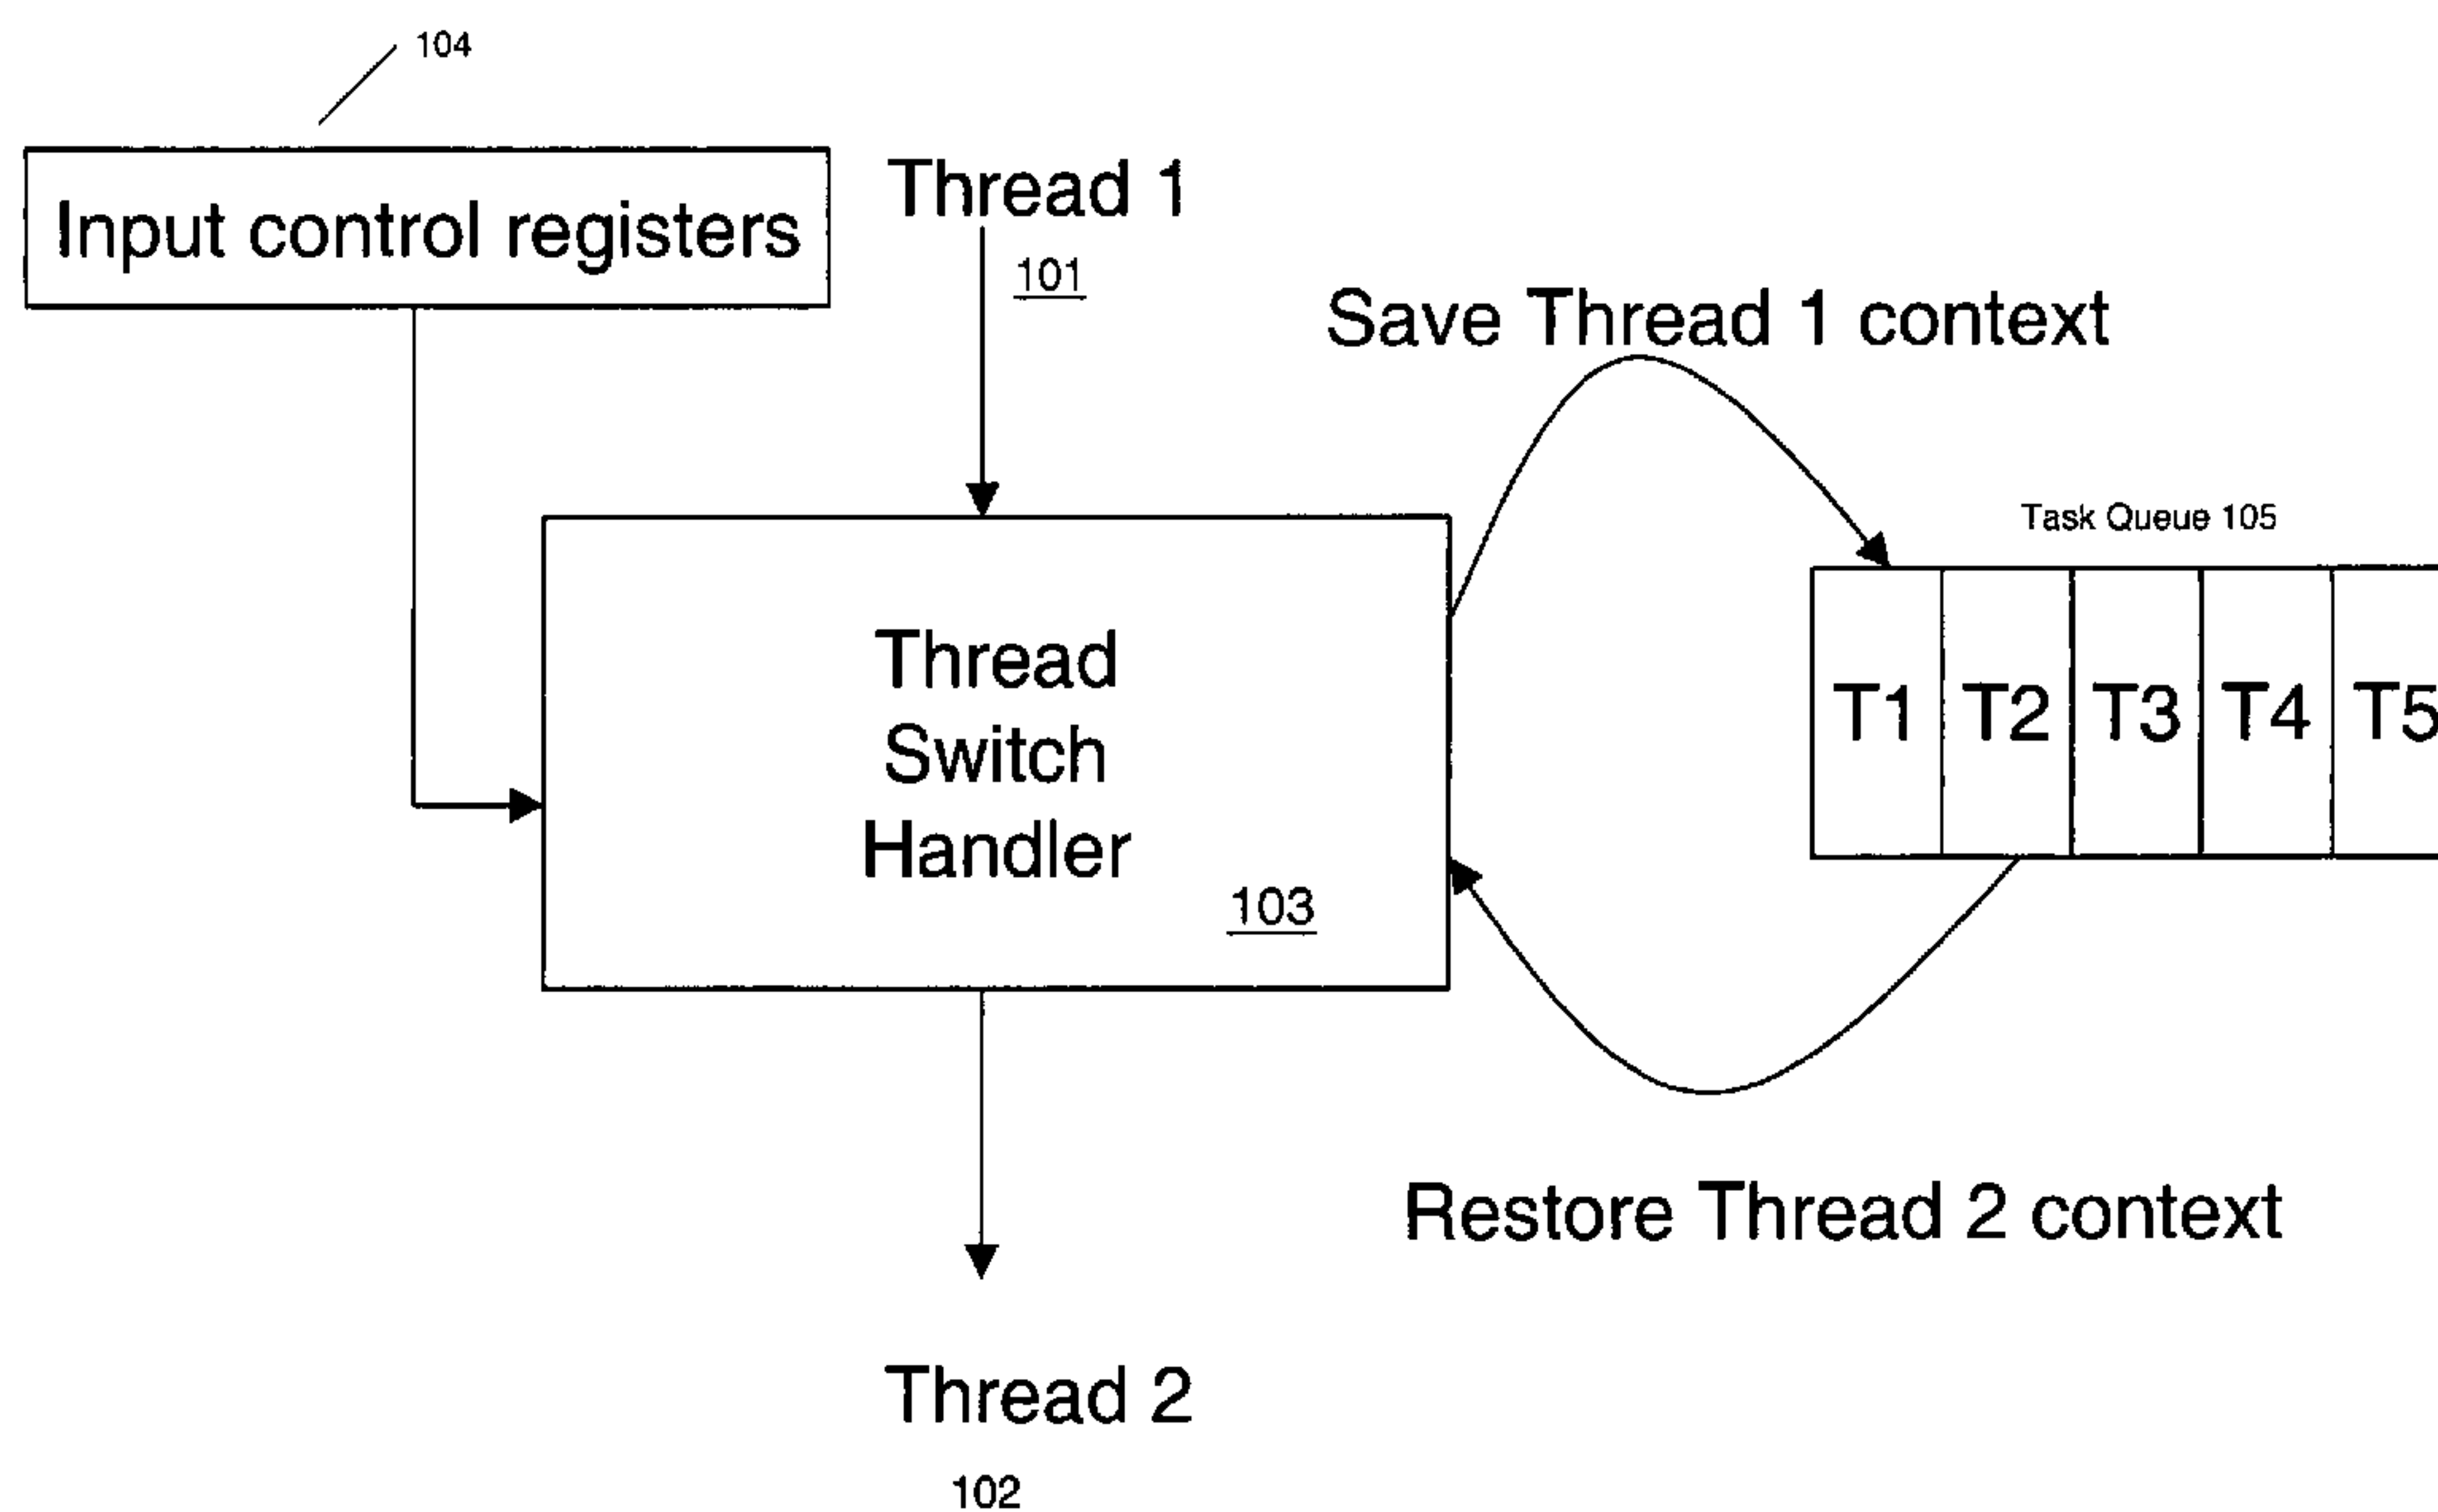 104
Input control registers
Thread 1
101
Save Thread 1 context
Task Queue 105
T1 T2 T3 T4 T5
Thread
Switch
Handler
103
Restore Thread 2 context
Thread 2
102